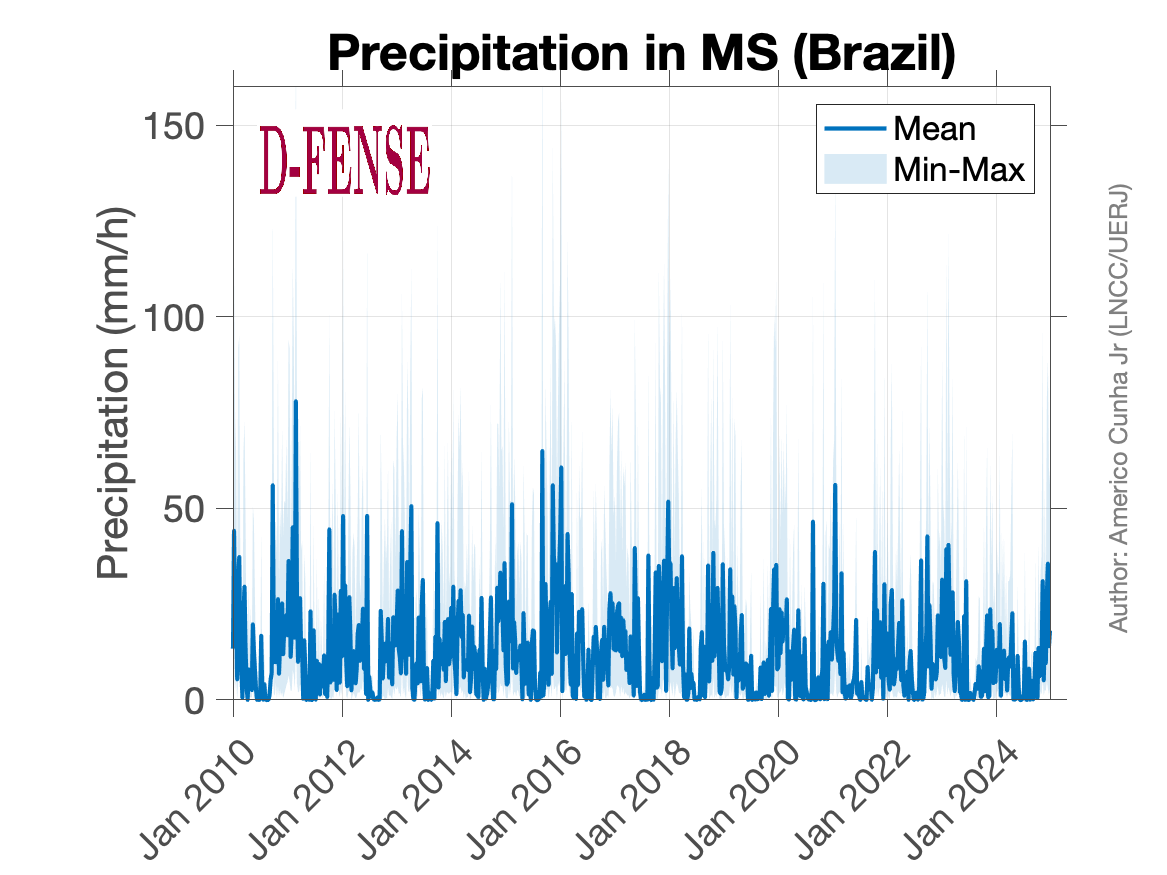 Precipitation in MS (Brazil)
D-FENSE
Mean
Min-Max
Precipitation (mm/h)
150
100
50
0
Jan 2010
Jan 2012
Jan 2014
Jan 2016
Jan 2018
Jan 2020
Jan 2022
Jan 2024
Author: Americo Cunha Jr (LNCC/UERJ)